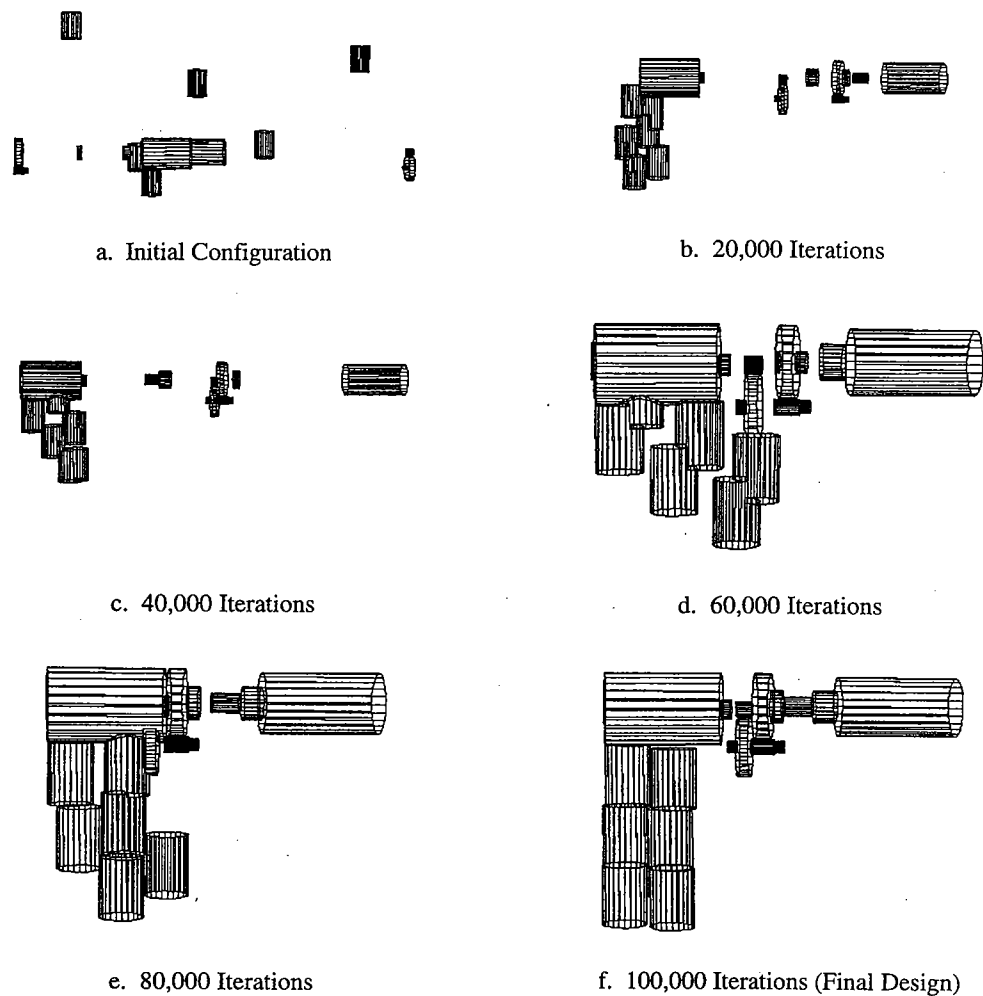 a. Initial Configuration
b. 20,000 Iterations
c. 40,000 Iterations
d. 60,000 Iterations
e. 80,000 Iterations
f. 100,000 Iterations (Final Design)